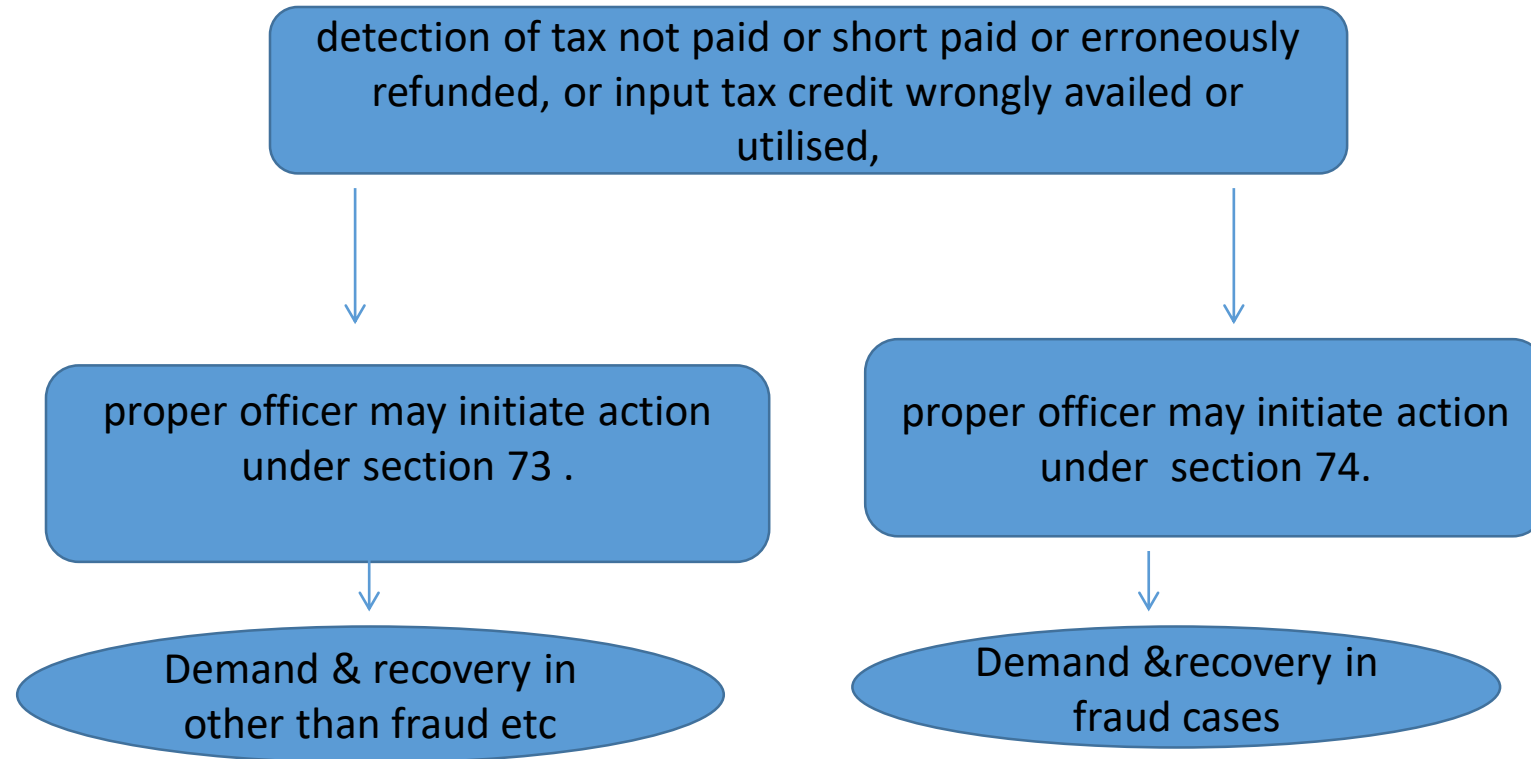 detection of tax not paid or short paid or erroneously
refunded, or input tax credit wrongly availed or
utilised,
proper officer may initiate action
under section 73 .
proper officer may initiate action
under  section 74.
Demand & recovery in
other than fraud etc
Demand &recovery in
fraud cases